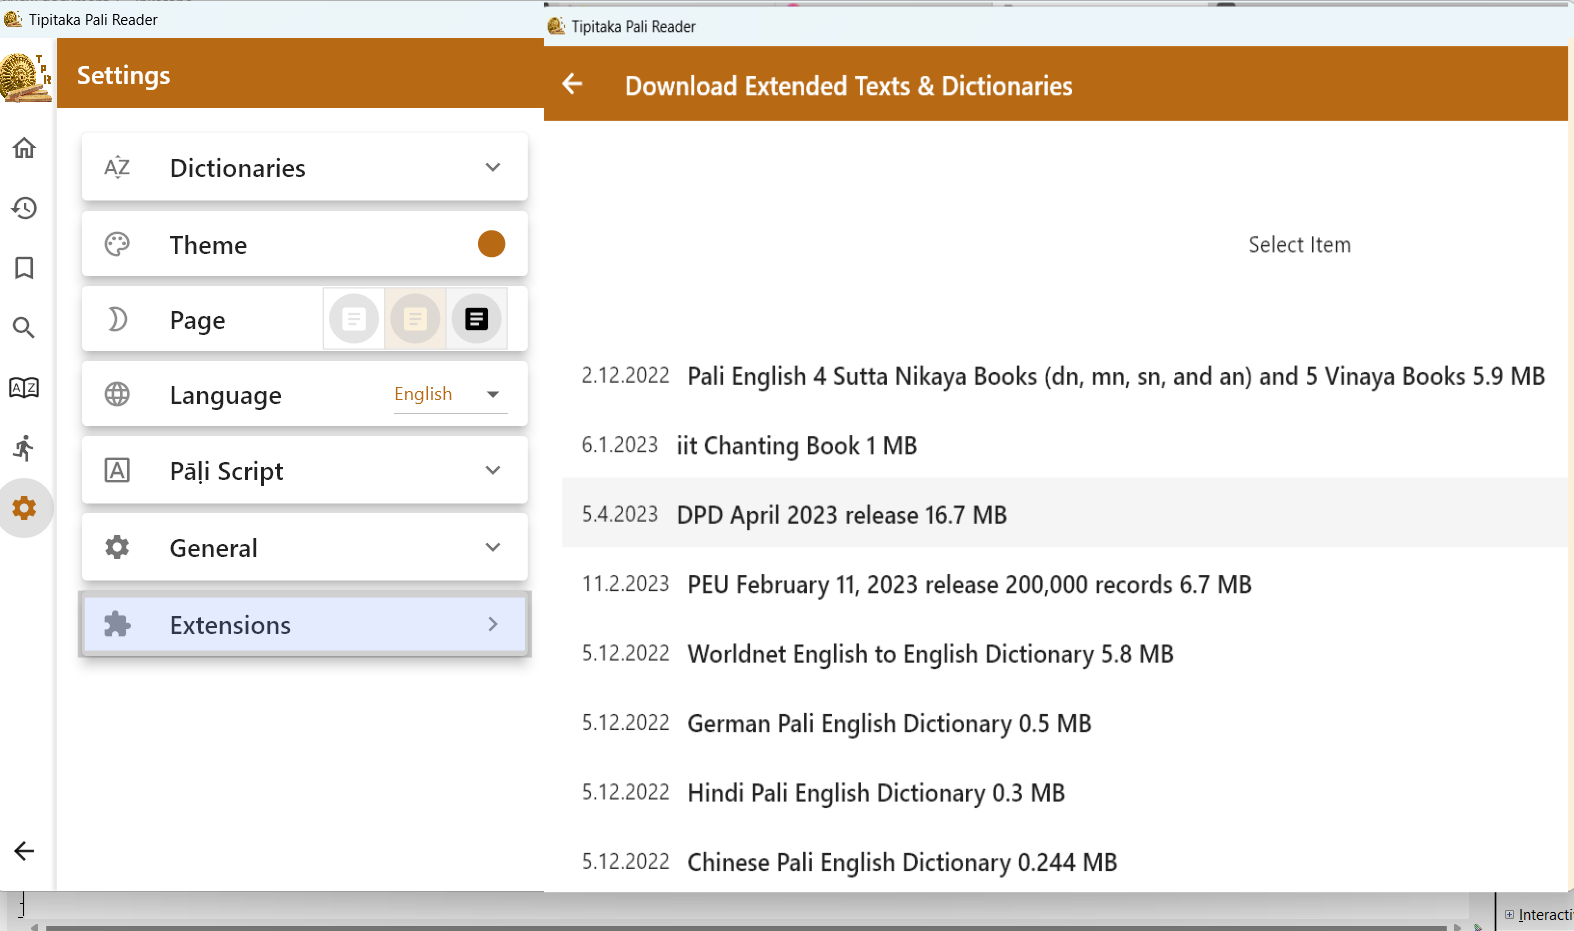 Tipitaka Pali Reader
T
P
R
Settings
Dictionaries
Theme
Page
Language English
Pāḷi Script
General
Extensions
Tipitaka Pali Reader
Download Extended Texts & Dictionaries
Select Item
2.12.2022 Pali English 4 Sutta Nikaya Books (dn, mn, sn, and an) and 5 Vinaya Books 5.9 MB
6.1.2023 iit Chanting Book 1 MB
5.4.2023 DPD April 2023 release 16.7 MB
11.2.2023 PEU February 11, 2023 release 200,000 records 6.7 MB
5.12.2022 Worldnet English to English Dictionary 5.8 MB
5.12.2022 German Pali English Dictionary 0.5 MB
5.12.2022 Hindi Pali English Dictionary 0.3 MB
5.12.2022 Chinese Pali English Dictionary 0.244 MB
Interacti